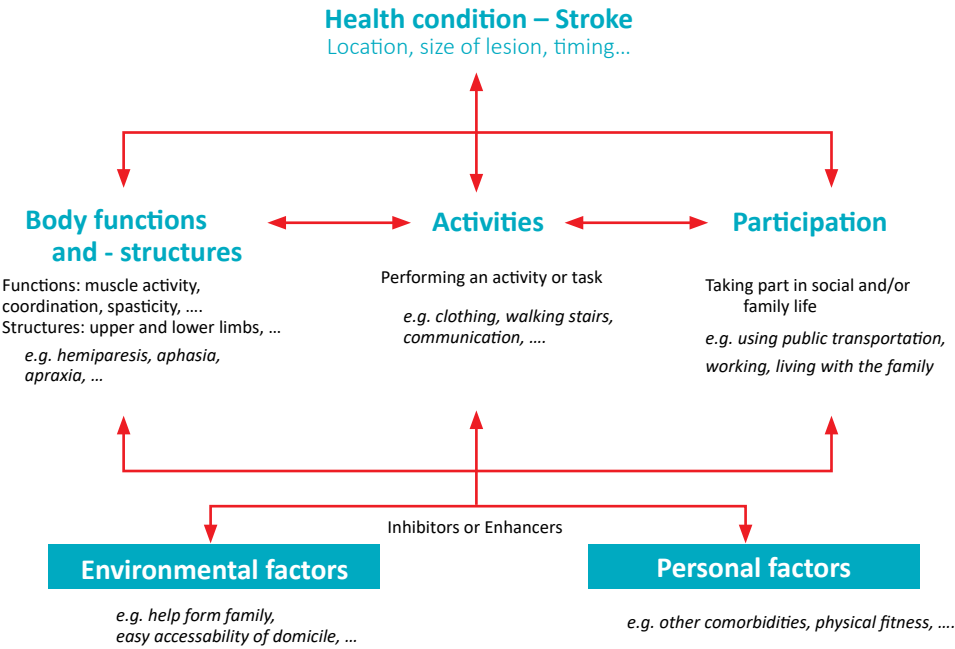 Health condition – Stroke
Location, size of lesion, timing...
Body functions
and - structures
Functions: muscle activity,
coordination, spasticity, ....
Structures: upper and lower limbs, ...
e.g. hemiparesis, aphasia,
apraxia, ...
Activities
Performing an activity or task
e.g. clothing, walking stairs,
communication, ....
Participation
Taking part in social and/or
family life
e.g. using public transportation,
working, living with the family
Inhibitors or Enhancers
Environmental factors
e.g. help form family,
easy accessability of domicile, ...
Personal factors
e.g. other comorbidities, physical fitness, ....